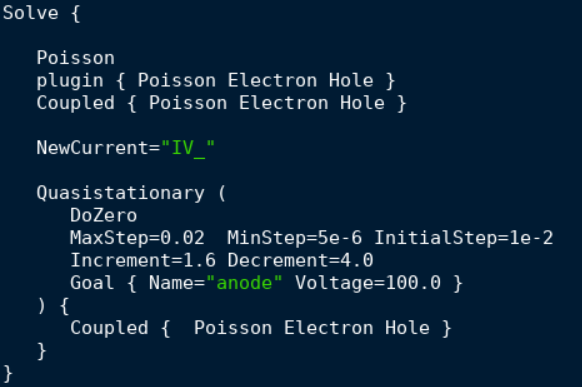 Solve {
Poisson
plugin { Poisson Electron Hole }
Coupled { Poisson Electron Hole }
NewCurrent="IV_"
Quasistationary (
DoZero
MaxStep=0.02  MinStep=5e-6 InitialStep=1e-2
Increment=1.6 Decrement=4.0
Goal { Name="anode" Voltage=100.0 }
) {
Coupled {  Poisson Electron Hole }
}
}